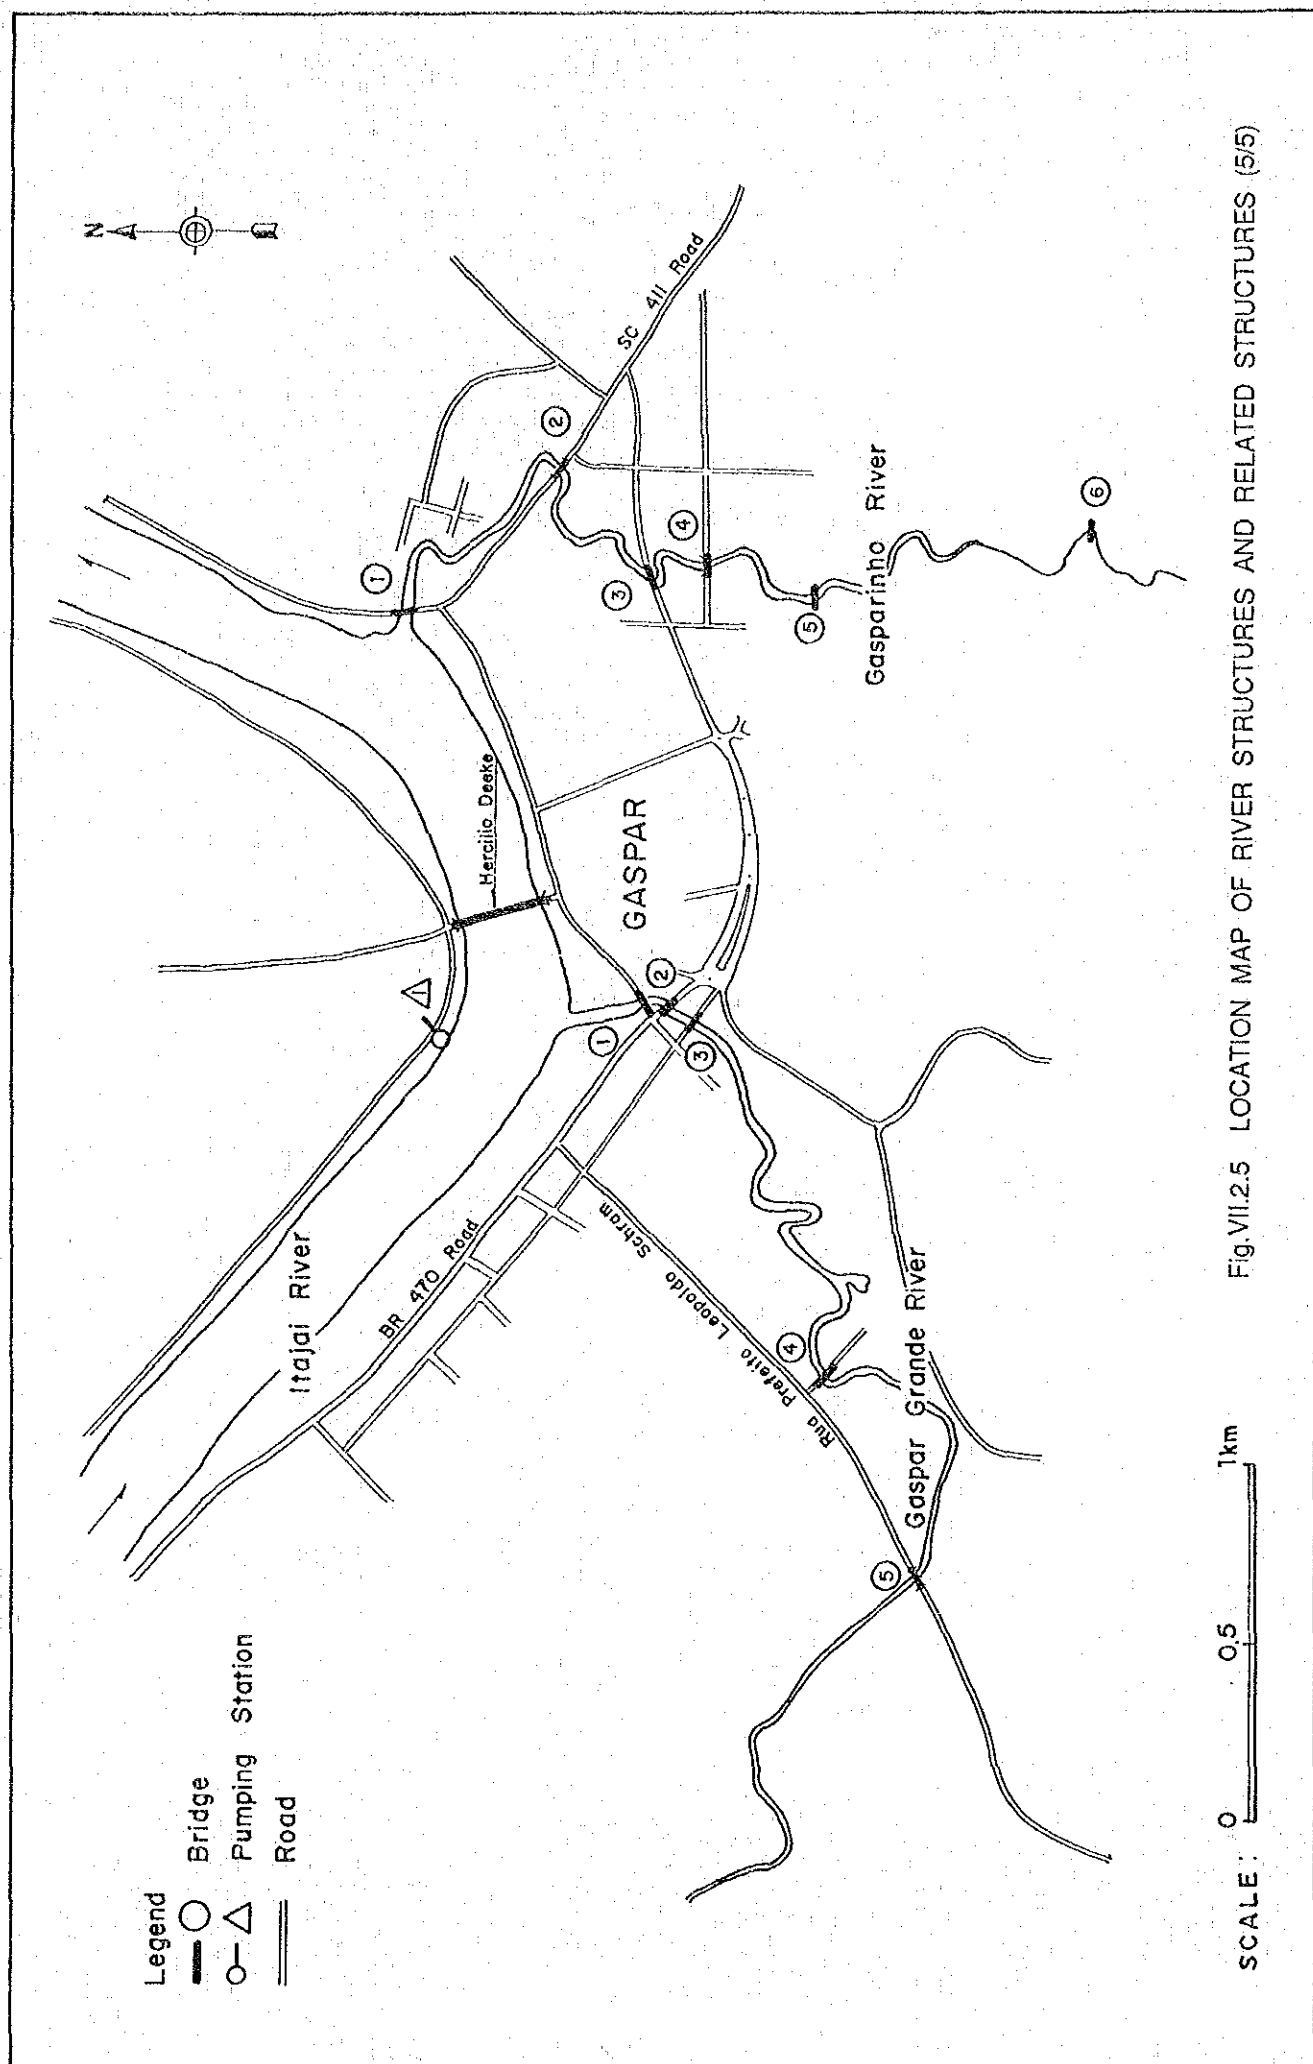 N
Legend
Bridge
Pumping Station
Road
Itajai River
BR 470 Road
Hercilio Deeke
GASPAR
SC 411 Road
Rua Prefeito Leopoldo Schram
Gaspar Grande River
Gasparinho River
1
1
2
3
4
5
1
2
3
4
5
6
SCALE: 0 0.5 1km
Fig.VII.2.5 LOCATION MAP OF RIVER STRUCTURES AND RELATED STRUCTURES (5/5)